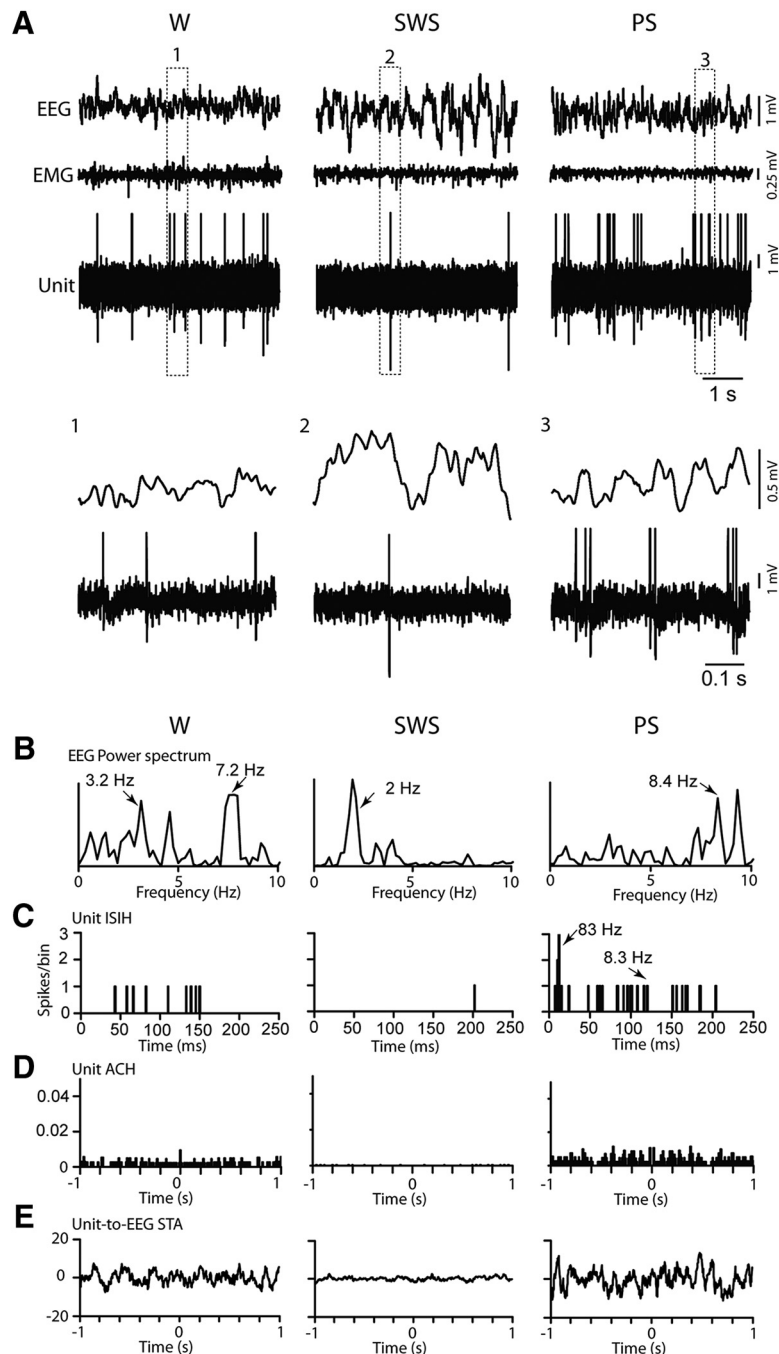 A
W SWS PS
1 2 3
EEG
1 mV
EMG
0.25 mV
Unit
1 mV
1 s
1 2 3
0.5 mV
1 mV
0.1 s
W SWS PS
B
EEG Power spectrum
3.2 Hz 7.2 Hz 2 Hz 8.4 Hz
0 5 10 0 5 10 0 5 10
Frequency (Hz) Frequency (Hz) Frequency (Hz)
C
Unit ISIH
Spikes/bin
3
2
1
0
83 Hz
8.3 Hz
0 50 100 150 200 250 0 50 100 150 200 250 0 50 100 150 200 250
Time (ms) Time (ms) Time (ms)
D
Unit ACH
0.04
0.02
0
-1 0 1 -1 0 1 -1 0 1
Time (s) Time (s) Time (s)
E
Unit-to-EEG STA
20
0
-20
-1 0 1 -1 0 1 -1 0 1
Time (s) Time (s) Time (s)